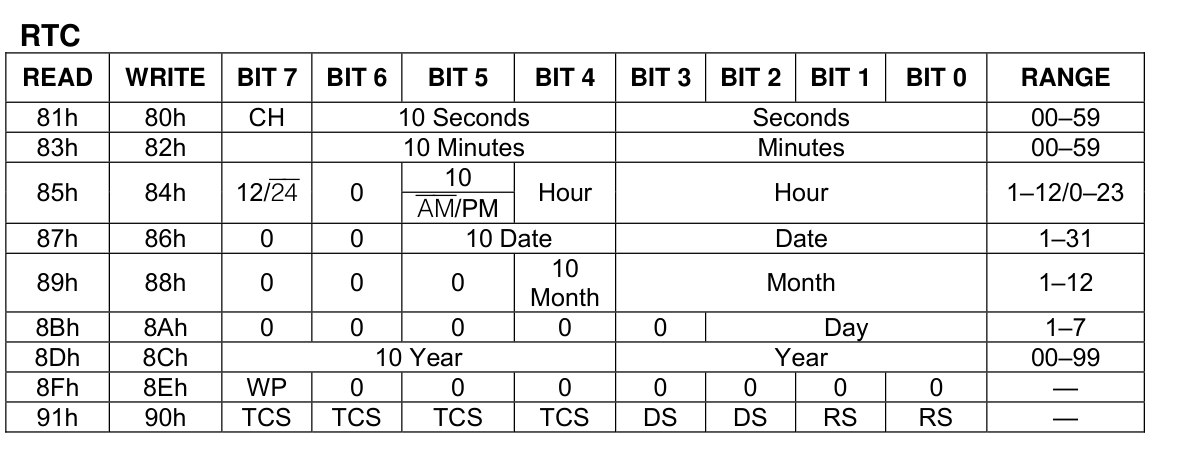 RTC
READ WRITE BIT 7 BIT 6 BIT 5 BIT 4 BIT 3 BIT 2 BIT 1 BIT 0 RANGE
81h 80h CH 10 Seconds Seconds 00–59
83h 82h 10 Minutes Minutes 00–59
85h 84h 12/24 0 10 Hour Hour 1–12/0–23
AM/PM
87h 86h 0 0 10 Date Date 1–31
89h 88h 0 0 0 10 Month Month 1–12
8Bh 8Ah 0 0 0 0 0 Day 1–7
8Dh 8Ch 10 Year Year 00–99
8Fh 8Eh WP 0 0 0 0 0 0 0 —
91h 90h TCS TCS TCS TCS DS DS RS RS —